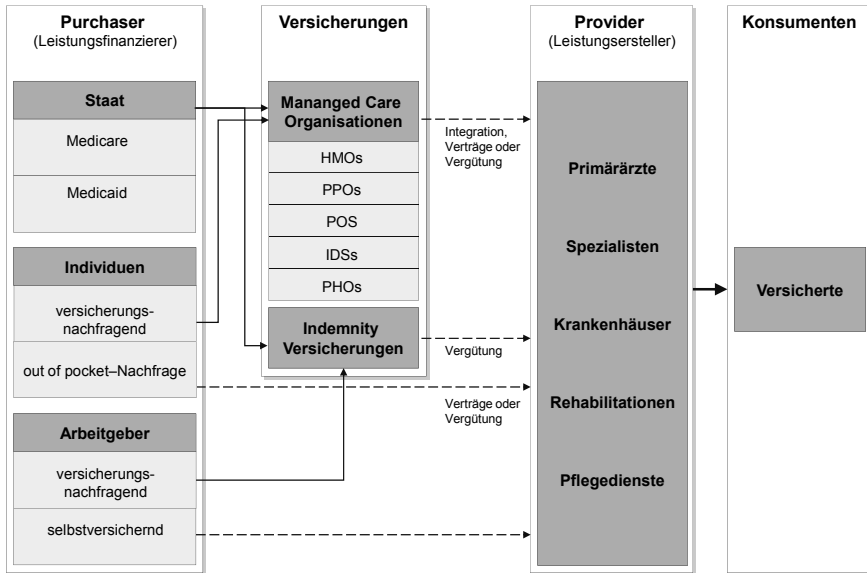 Purchaser
(Leistungsfinanzierer)
Staat
Medicare
Medicaid
Individuen
versicherungs-
nachfragend
out of pocket–Nachfrage
Arbeitgeber
versicherungs-
nachfragend
selbstversichernd
Versicherungen
Mananged Care
Organisationen
HMOs
PPOs
POS
IDSs
PHOs
Indemnity
Versicherungen
Integration,
Verträge oder
Vergütung
Vergütung
Verträge oder
Vergütung
Provider
(Leistungsersteller)
Primärärzte
Spezialisten
Krankenhäuser
Rehabilitationen
Pflegedienste
Konsumenten
Versicherte